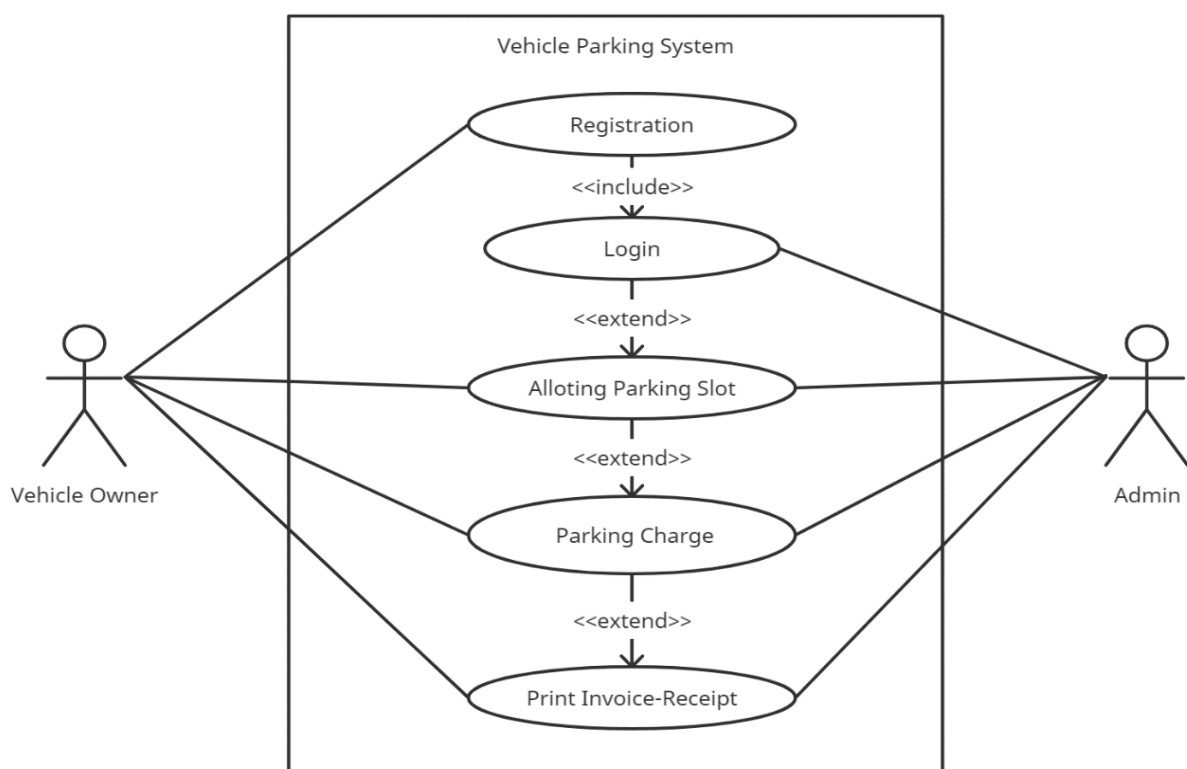 Vehicle Parking System
Registration
<<include>>
Login
<<extend>>
Alloting Parking Slot
<<extend>>
Vehicle Owner
Admin
Parking Charge
<<extend>>
Print Invoice-Receipt